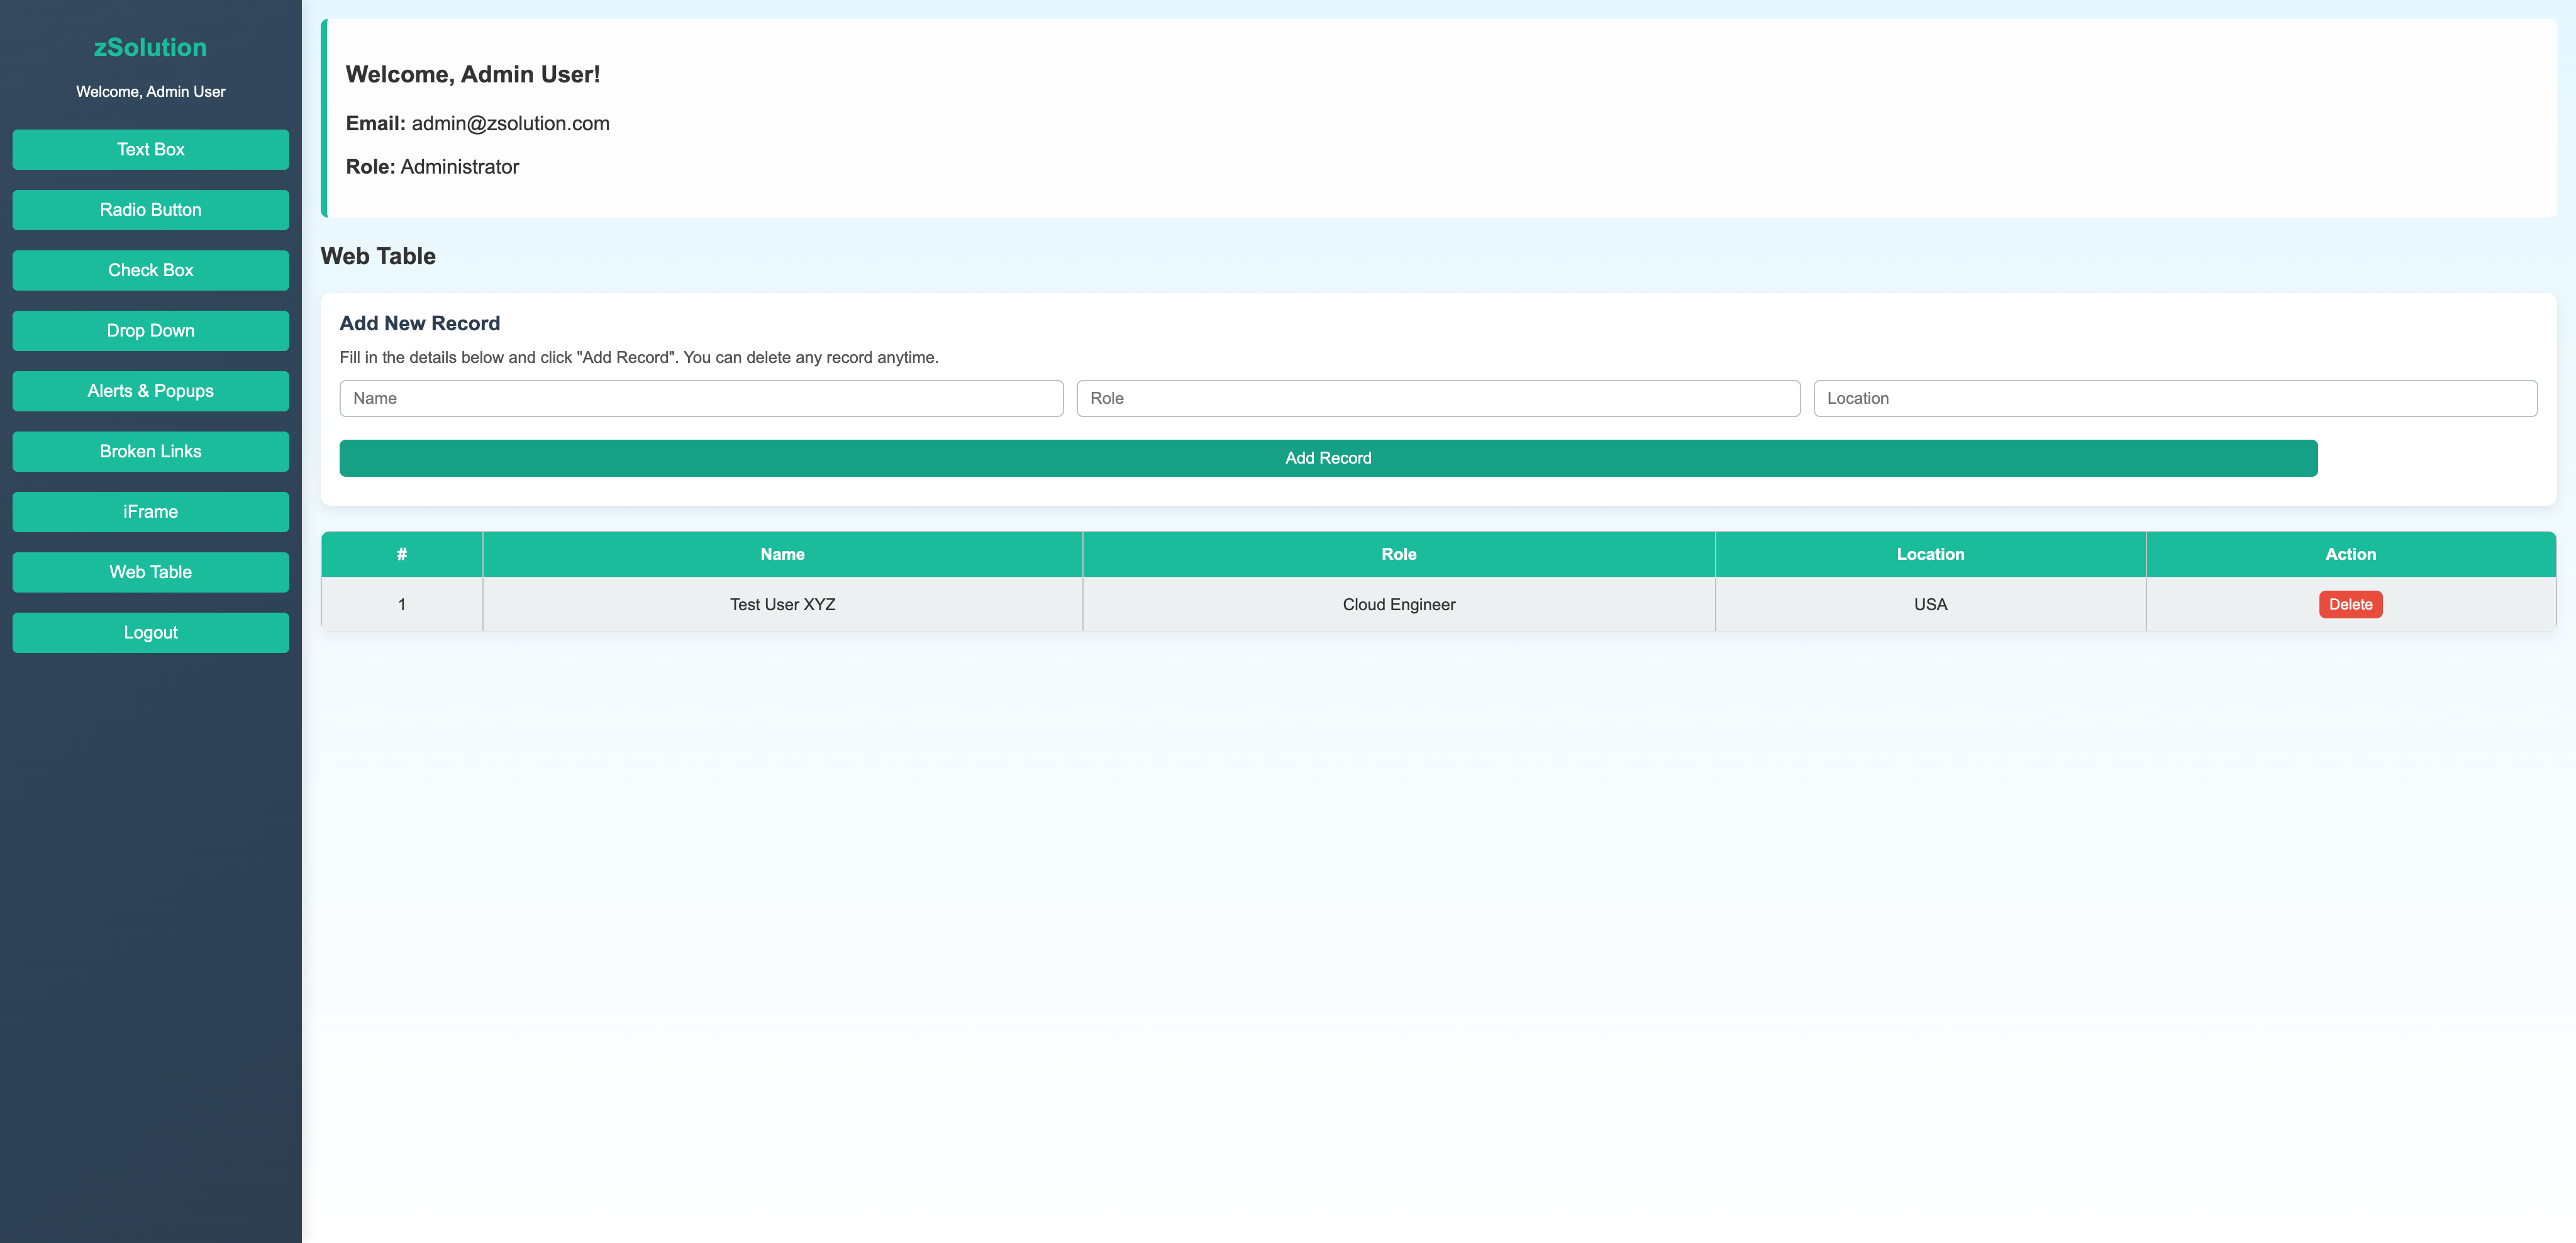 zSolution
Welcome, Admin User
Text Box
Radio Button
Check Box
Drop Down
Alerts & Popups
Broken Links
iFrame
Web Table
Logout
Welcome, Admin User!
Email: admin@zsolution.com
Role: Administrator
Web Table
Add New Record
Fill in the details below and click "Add Record". You can delete any record anytime.
Name Role Location
Add Record
# Name Role Location Action
1 Test User XYZ Cloud Engineer USA Delete